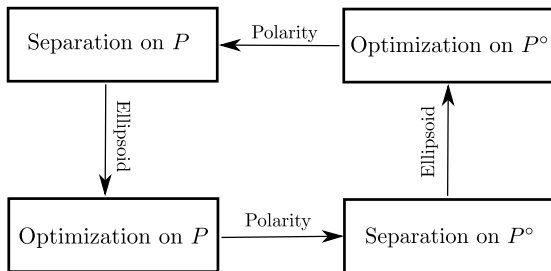 Separation on P
Polarity
Optimization on P°
Ellipsoid
Ellipsoid
Optimization on P
Polarity
Separation on P°